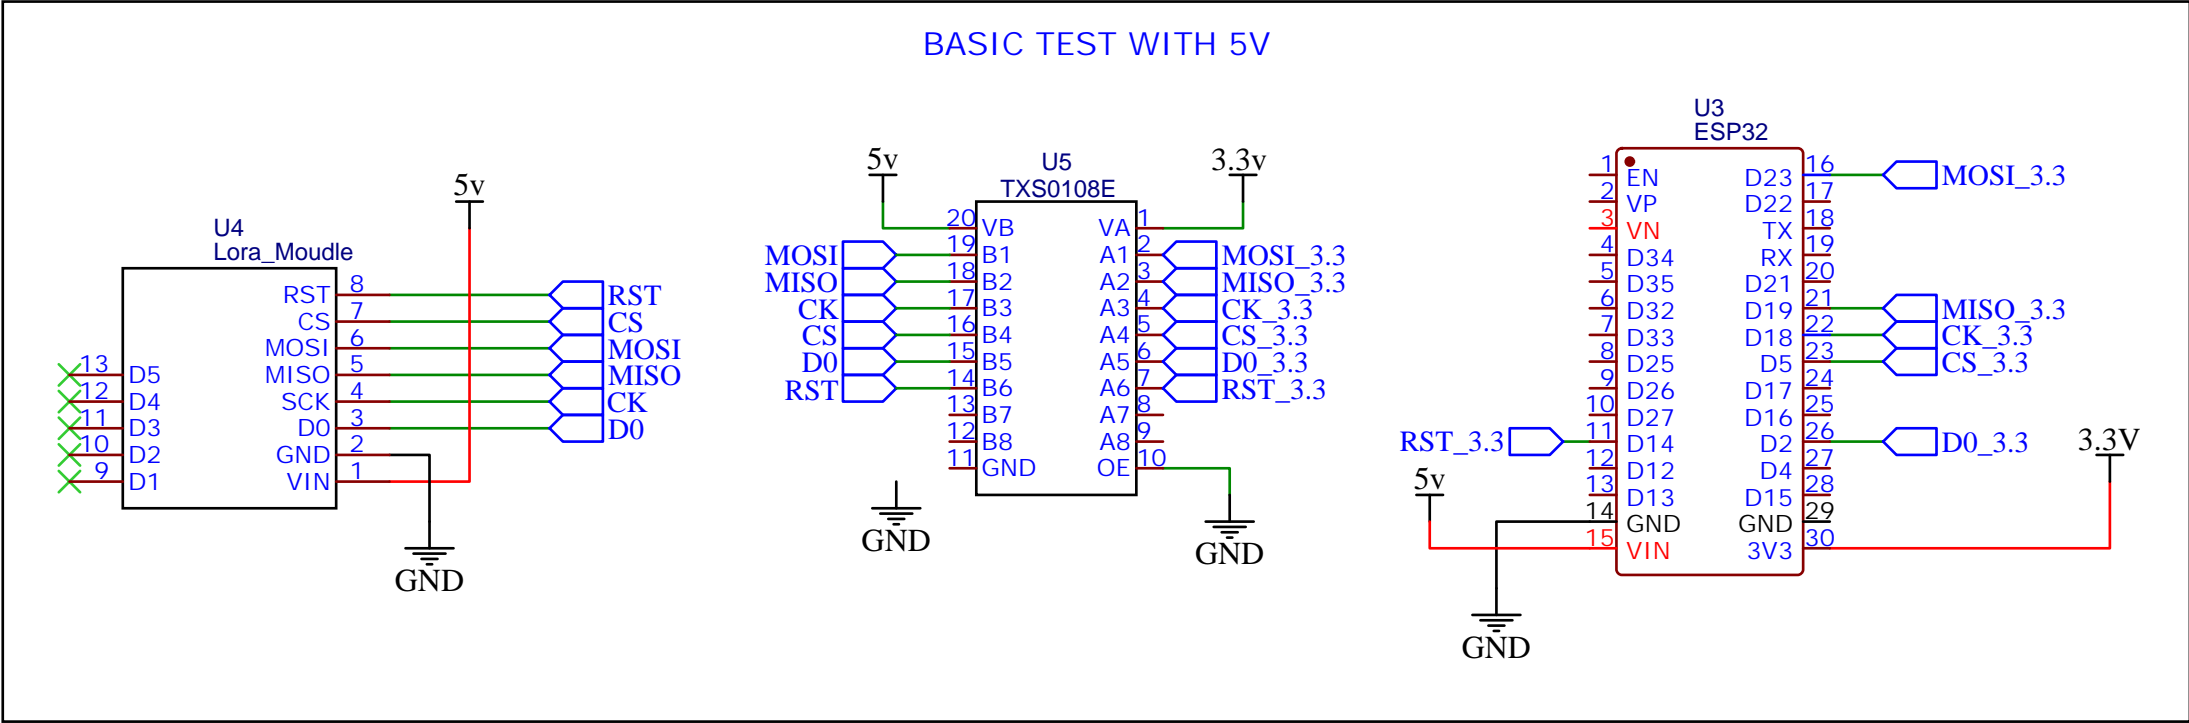 BASIC TEST WITH 5V
U4
Lora_Moudle
5v
RST 8 RST
CS 7 CS
MOSI 6 MOSI
13 D5 MISO 5 MISO
12 D4 SCK 4 CK
11 D3 D0 3 D0
10 D2 GND 2
9 D1 VIN 1
GND
U5
TXS0108E
5v
3.3v
20 VB VA 1
MOSI 19 B1 A1 2 MOSI_3.3
MISO 18 B2 A2 3 MISO_3.3
CK 17 B3 A3 4 CK_3.3
CS 16 B4 A4 5 CS_3.3
D0 15 B5 A5 6 D0_3.3
RST 14 B6 A6 7 RST_3.3
13 B7 A7 8
12 B8 A8 9
11 GND OE 10
GND
GND
U3
ESP32
1 EN D23 16 MOSI_3.3
2 VP D22 17
3 VN TX 18
4 D34 RX 19
5 D35 D21 20
6 D32 D19 21 MISO_3.3
7 D33 D18 22 CK_3.3
8 D25 D5 23 CS_3.3
9 D26 D17 24
10 D27 D16 25
RST_3.3 11 D14 D2 26 D0_3.3
12 D12 D4 27
13 D13 D15 28
14 GND GND 29
15 VIN 3V3 30
5v
3.3V
GND